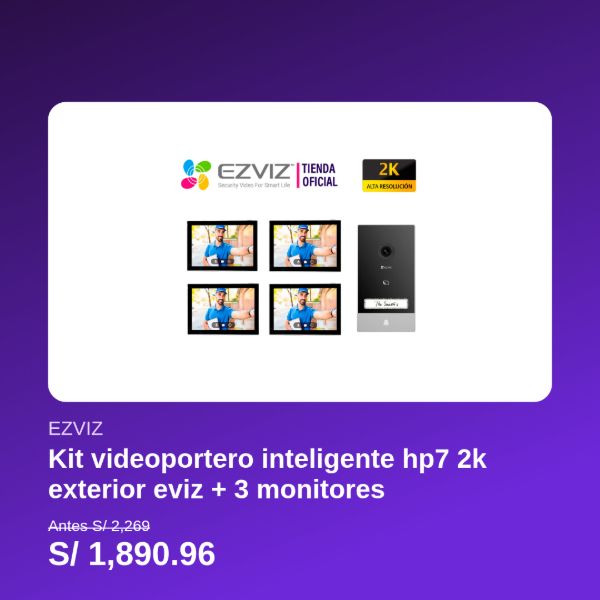 EZVIZ
Security Video For Smart Life
TIENDA
OFICIAL
2K
ALTA RESOLUCIÓN
EZVIZ
Kit videoportero inteligente hp7 2k
exterior eviz + 3 monitores
Antes S/ 2,269
S/ 1,890.96